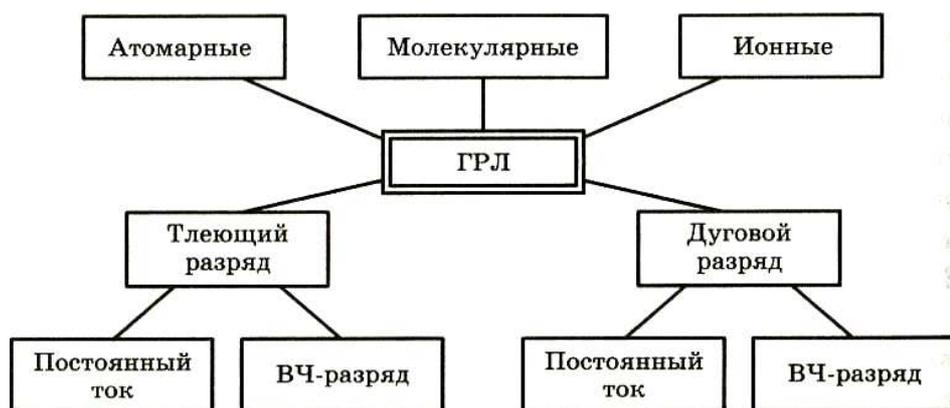 Атомарные
Молекулярные
Ионные
ГРЛ
Тлеющий
разряд
Дуговой
разряд
Постоянный
ток
ВЧ-разряд
Постоянный
ток
ВЧ-разряд